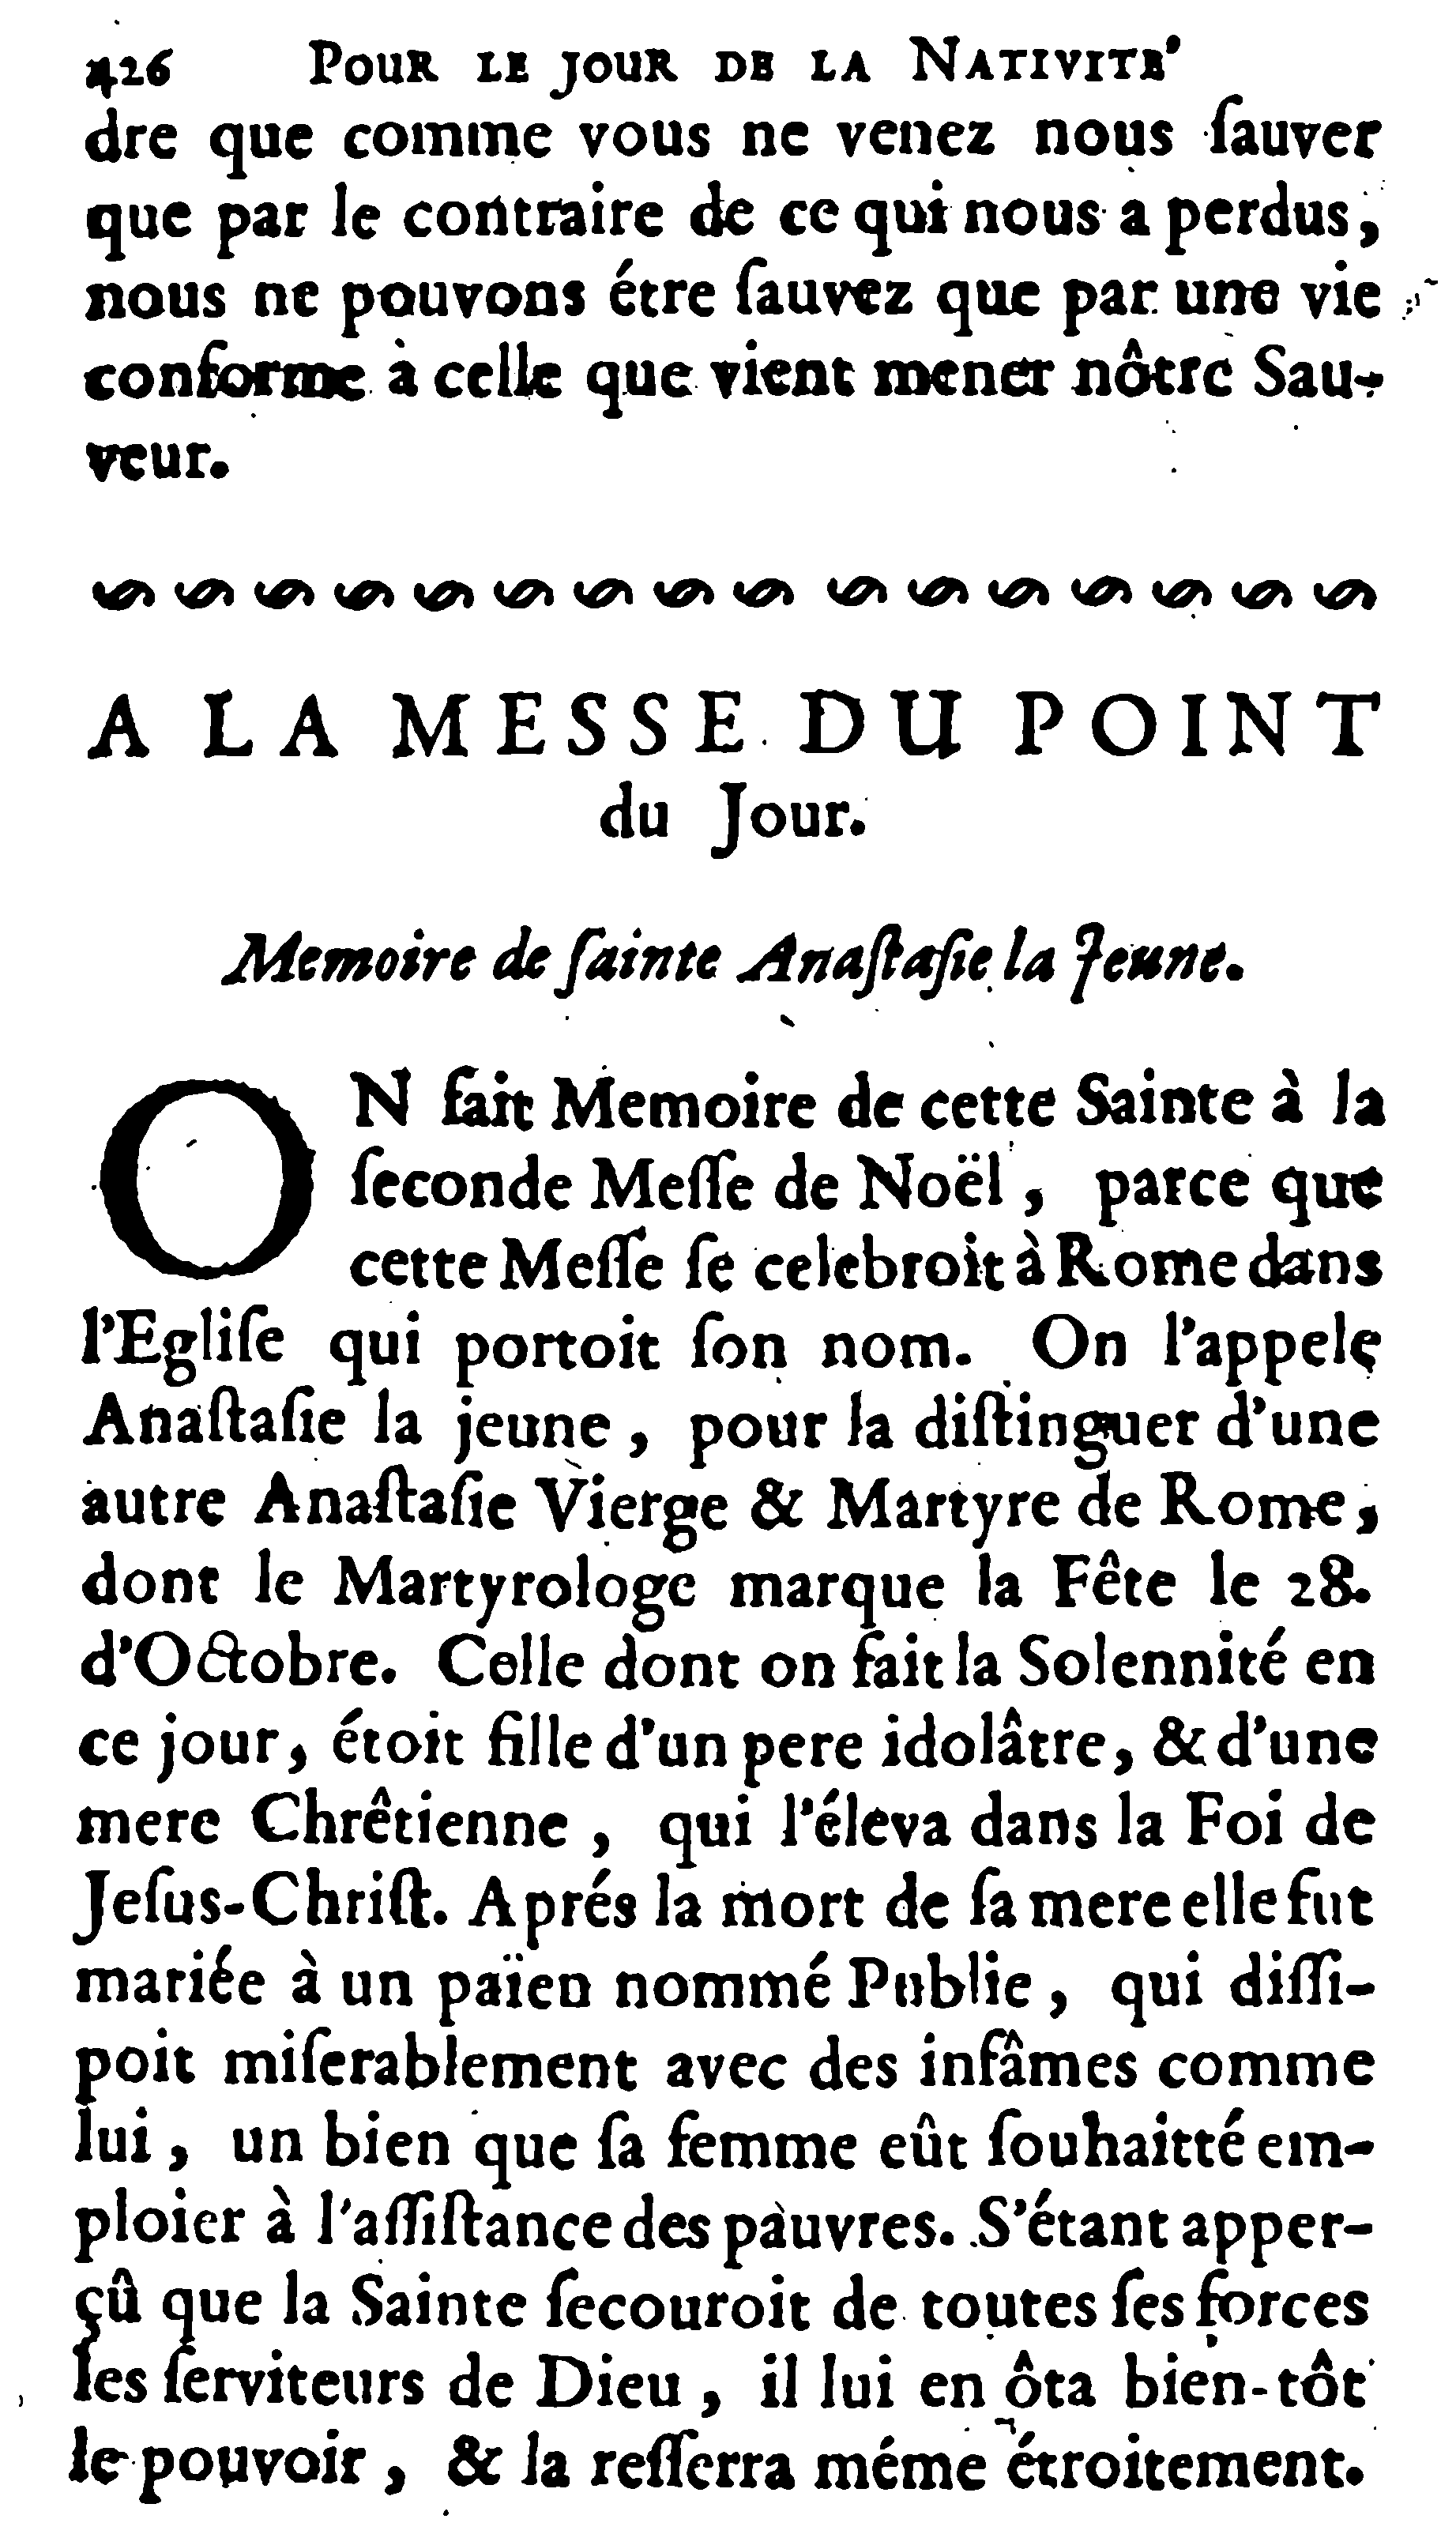 426 POUR LE JOUR DE LA NATIVITE'
dre que comme vous ne venez nous ſauver
que par le contraire de ce qui nous a perdus,
nous ne pouvons étre ſauvez que par une vie
conforme à celle que vient mener nôtre Sau-
veur.
A LA MESSE DU POINT
du Jour.
Memoire de ſainte Anaſtaſie la Jeune.
ON fait Memoire de cette Sainte à la
ſeconde Meſſe de Noël, parce que
cette Meſſe ſe celebroit à Rome dans
l'Egliſe qui portoit ſon nom. On l'appele
Anaſtaſie la jeune, pour la diſtinguer d'une
autre Anaſtaſie Vierge & Martyre de Rome,
dont le Martyrologe marque la Fête le 28.
d'Octobre. Celle dont on fait la Solennité en
ce jour, étoit fille d'un pere idolâtre, & d'une
mere Chrêtienne, qui l'éleva dans la Foi de
Jeſus-Chriſt. Aprés la mort de ſa mere elle fut
mariée à un païen nommé Publie, qui diſſi-
poit miſerablement avec des infâmes comme
lui, un bien que ſa femme eût ſouhaitté em-
ploier à l'aſſiſtance des pauvres. S'étant apper-
çû que la Sainte ſecouroit de toutes ſes forces
les ſerviteurs de Dieu, il lui en ôta bien-tôt
le pouvoir, & la reſſerra méme étroitement.